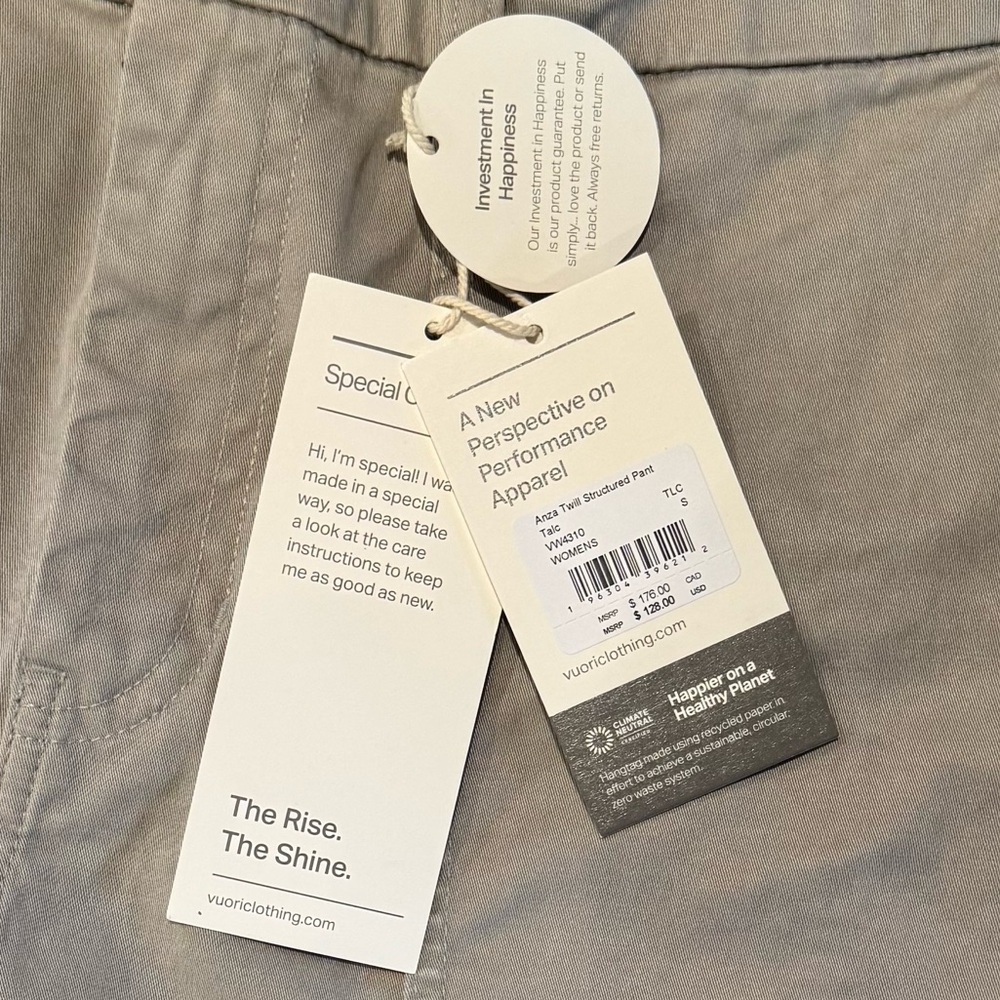 Investment In
Happiness
Our Investment in Happiness
is our product guarantee. Put
simply... love the product or send
it back. Always free returns.
Special
Hi, I'm special! I wa
made in a special
way, so please take
a look at the care
instructions to keep
me as good as new.
The Rise.
The Shine.
vuoriclothing.com
A New
Perspective on
Performance
Apparel
Anza Twill Structured Pant
Talc TLC
VW4310 S
WOMENS
1 96304 39621 2
MSRP $ 176.00 CAD
MSRP $ 128.00 USD
vuoriclothing.com
CLIMATE
NEUTRAL
CERTIFIED
Happier on a
Healthy Planet
Hangtag made using recycled paper in
effort to achieve a sustainable, circular,
zero waste system.